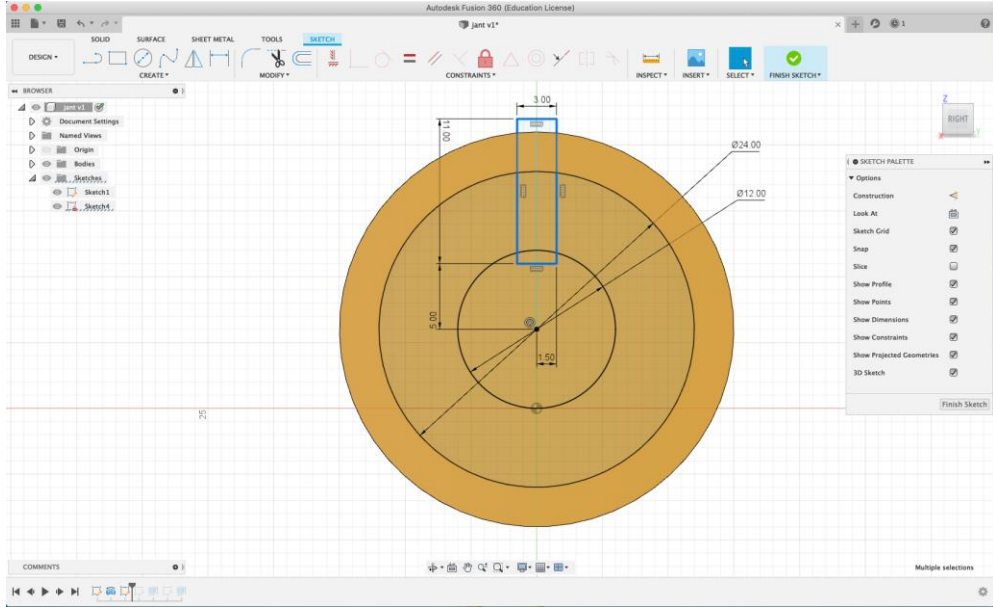 Autodesk Fusion 360 (Education License)
jant v1*
1
SOLID SURFACE SHEET METAL TOOLS SKETCH
DESIGN
CREATE MODIFY CONSTRAINTS INSPECT INSERT SELECT FINISH SKETCH
BROWSER
jant v1
Document Settings
Named Views
Origin
Bodies
Sketches
Sketch1
Sketch4
3.00
11.00
Ø24.00
Ø12.00
5.00
1.50
25
Z
RIGHT
X
Y
SKETCH PALETTE
Options
Construction
Look At
Sketch Grid
Snap
Slice
Show Profile
Show Points
Show Dimensions
Show Constraints
Show Projected Geometries
3D Sketch
Finish Sketch
COMMENTS
Multiple selections